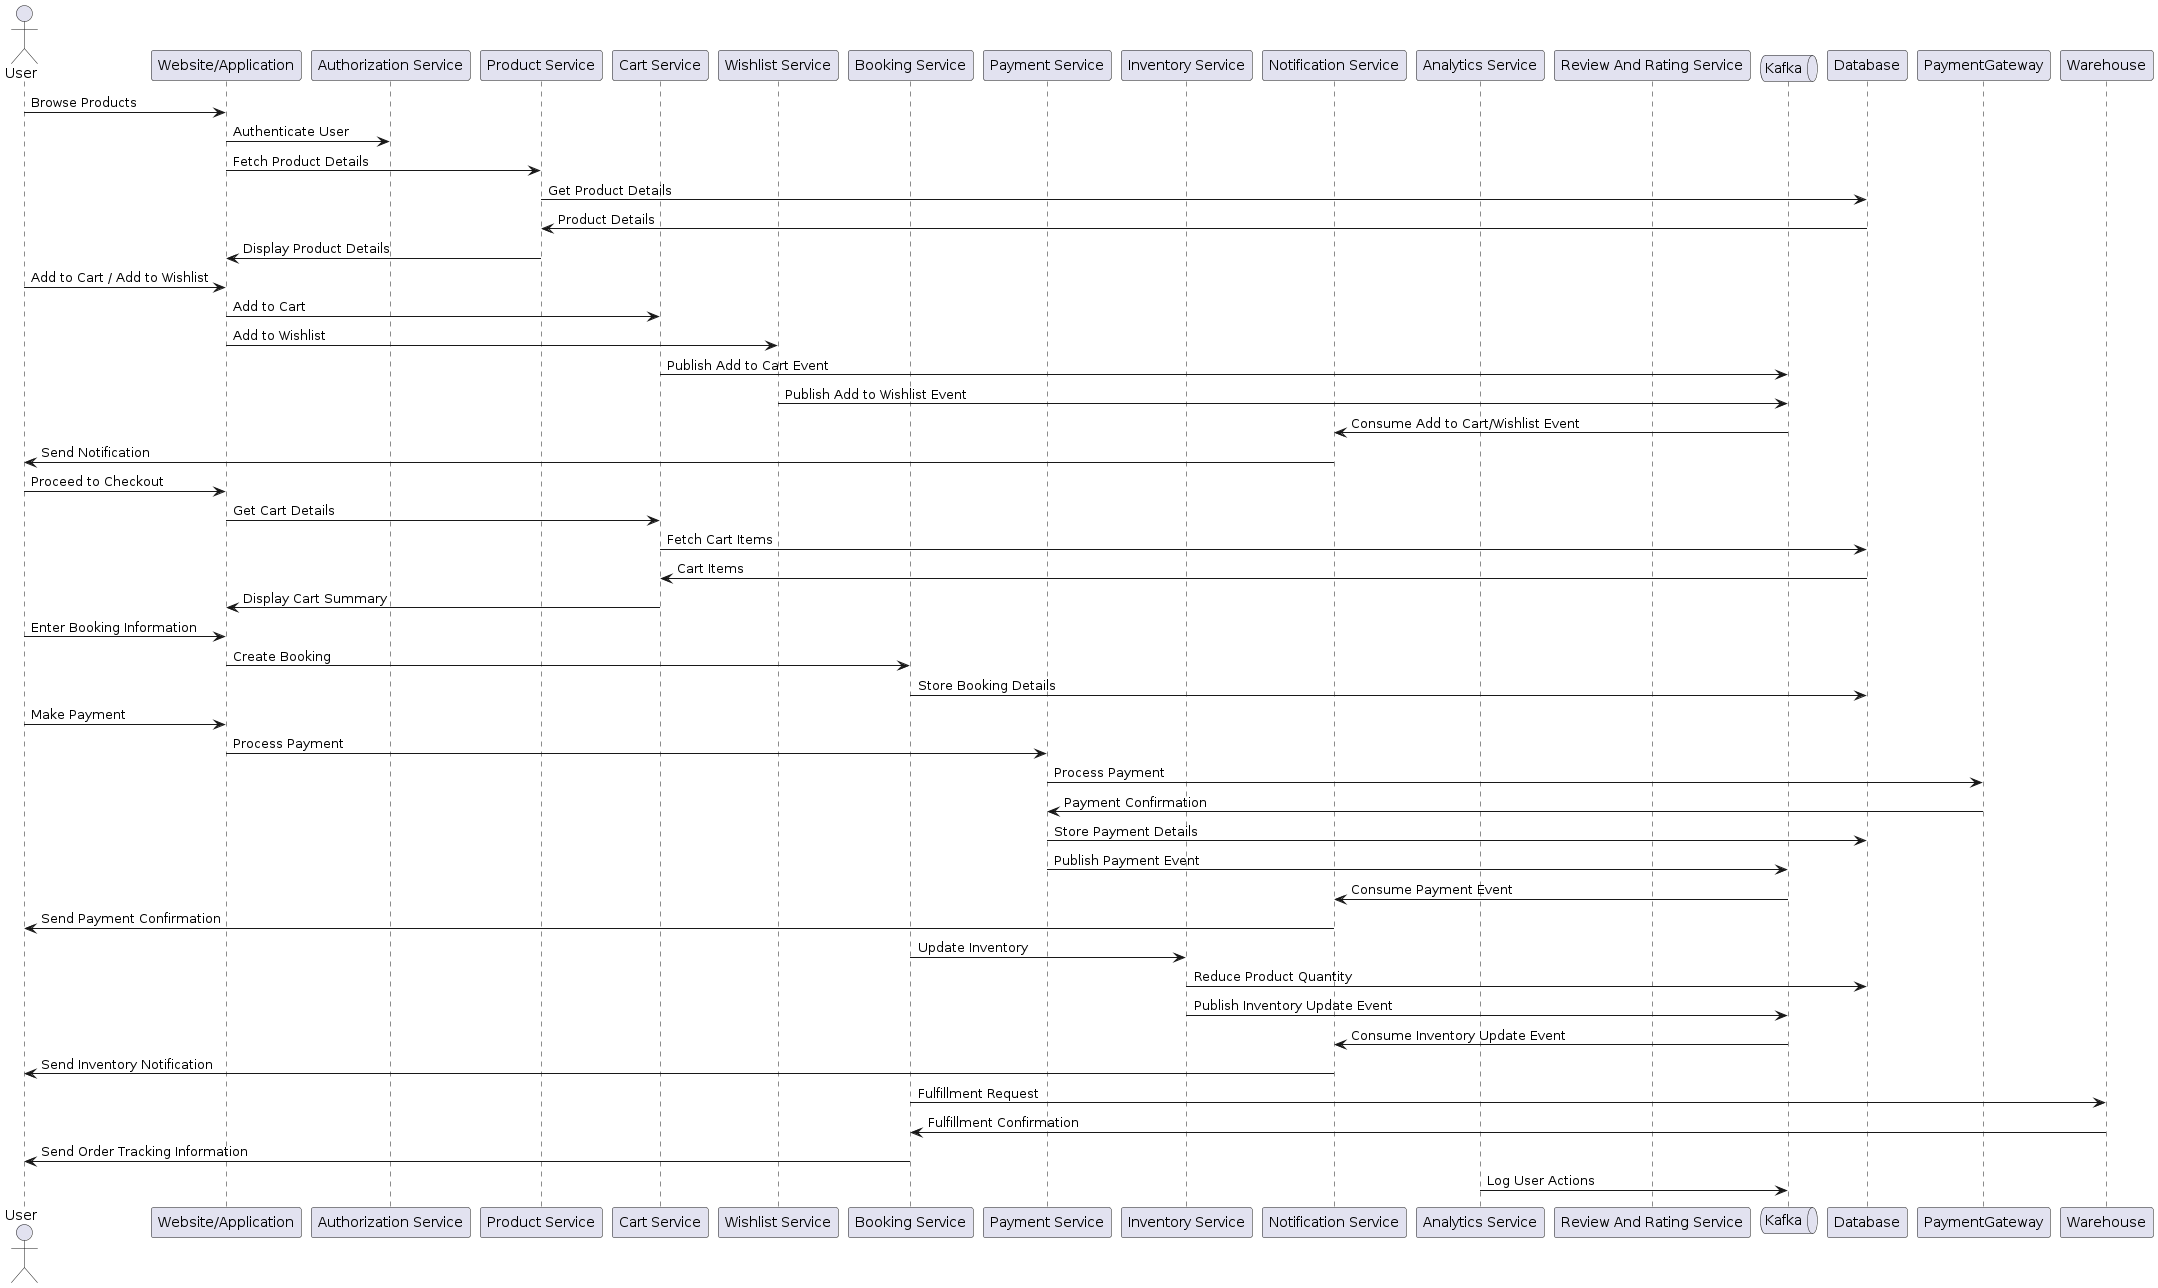 User
Website/Application
Authorization Service
Product Service
Cart Service
Wishlist Service
Booking Service
Payment Service
Inventory Service
Notification Service
Analytics Service
Review And Rating Service
Kafka
Database
PaymentGateway
Warehouse
Browse Products
Authenticate User
Fetch Product Details
Get Product Details
Product Details
Display Product Details
Add to Cart / Add to Wishlist
Add to Cart
Add to Wishlist
Publish Add to Cart Event
Publish Add to Wishlist Event
Consume Add to Cart/Wishlist Event
Send Notification
Proceed to Checkout
Get Cart Details
Fetch Cart Items
Cart Items
Display Cart Summary
Enter Booking Information
Create Booking
Store Booking Details
Make Payment
Process Payment
Process Payment
Payment Confirmation
Store Payment Details
Publish Payment Event
Consume Payment Event
Send Payment Confirmation
Update Inventory
Reduce Product Quantity
Publish Inventory Update Event
Consume Inventory Update Event
Send Inventory Notification
Fulfillment Request
Fulfillment Confirmation
Send Order Tracking Information
Log User Actions
User
Website/Application
Authorization Service
Product Service
Cart Service
Wishlist Service
Booking Service
Payment Service
Inventory Service
Notification Service
Analytics Service
Review And Rating Service
Kafka
Database
PaymentGateway
Warehouse